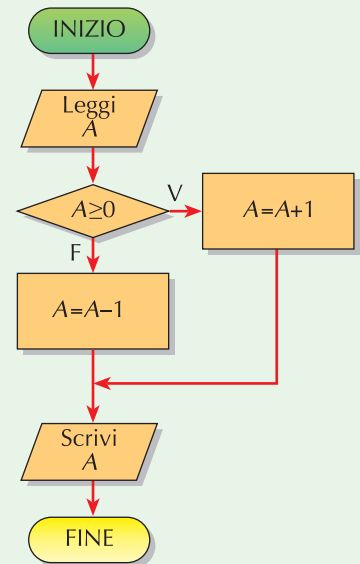 INIZIO
Leggi
A
A≥0
V
A=A+1
F
A=A−1
Scrivi
A
FINE